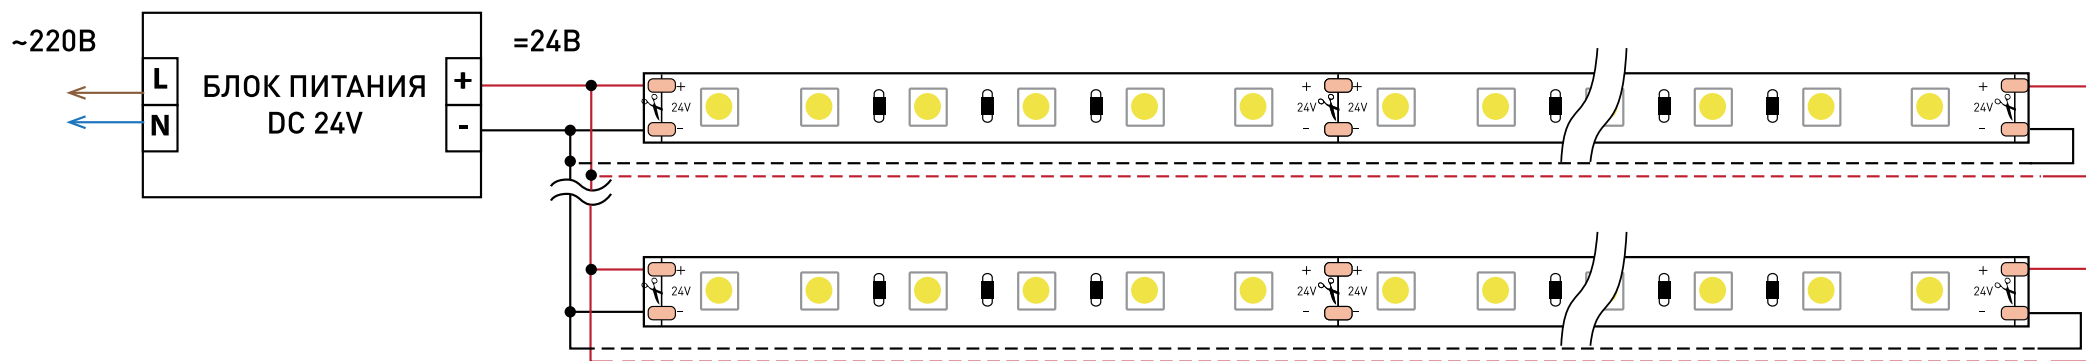 ~220В
L
N
БЛОК ПИТАНИЯ
DC 24V
+
-
=24В
+ + + +
24V 24V 24V 24V
- - - -
+ + + +
24V 24V 24V 24V
- - - -